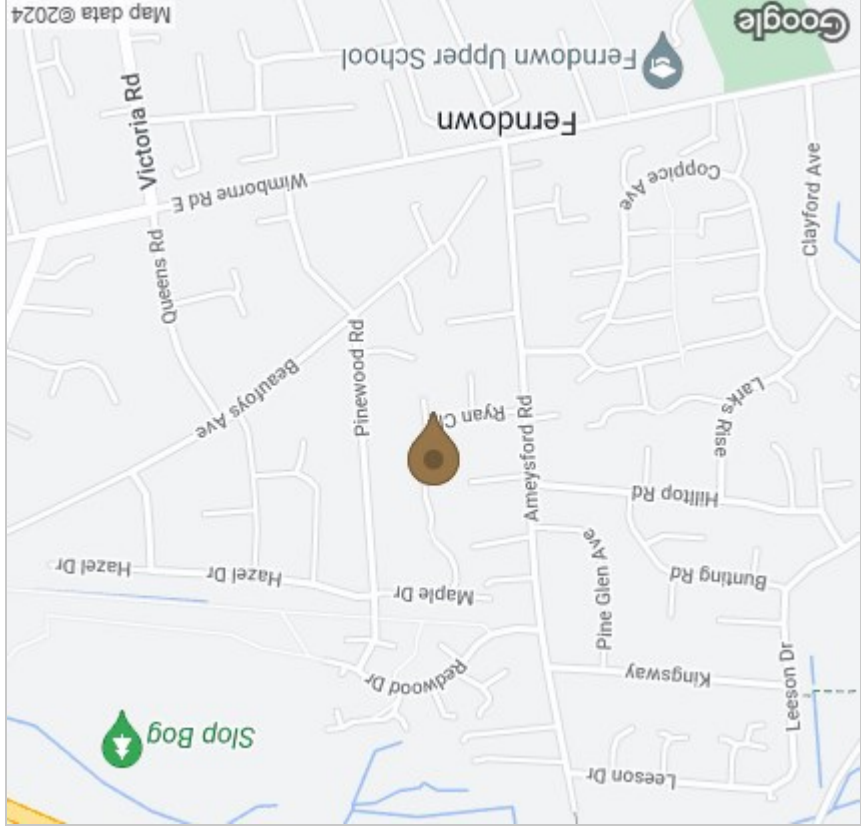 Leeson Dr
Slop Bog
Leeson Dr
Kingsway
Redwood Dr
Pine Glen Ave
Maple Dr
Bunting Rd
Hazel Dr
Hazel Dr
Hilltop Rd
Ameysford Rd
Larks Rise
Ryan
Beaufoys Ave
Pinewood Rd
Queens Rd
Clayford Ave
Coppice Ave
Wimborne Rd E
Victoria Rd
Ferndown
Ferndown Upper School
Google
Map data ©2024